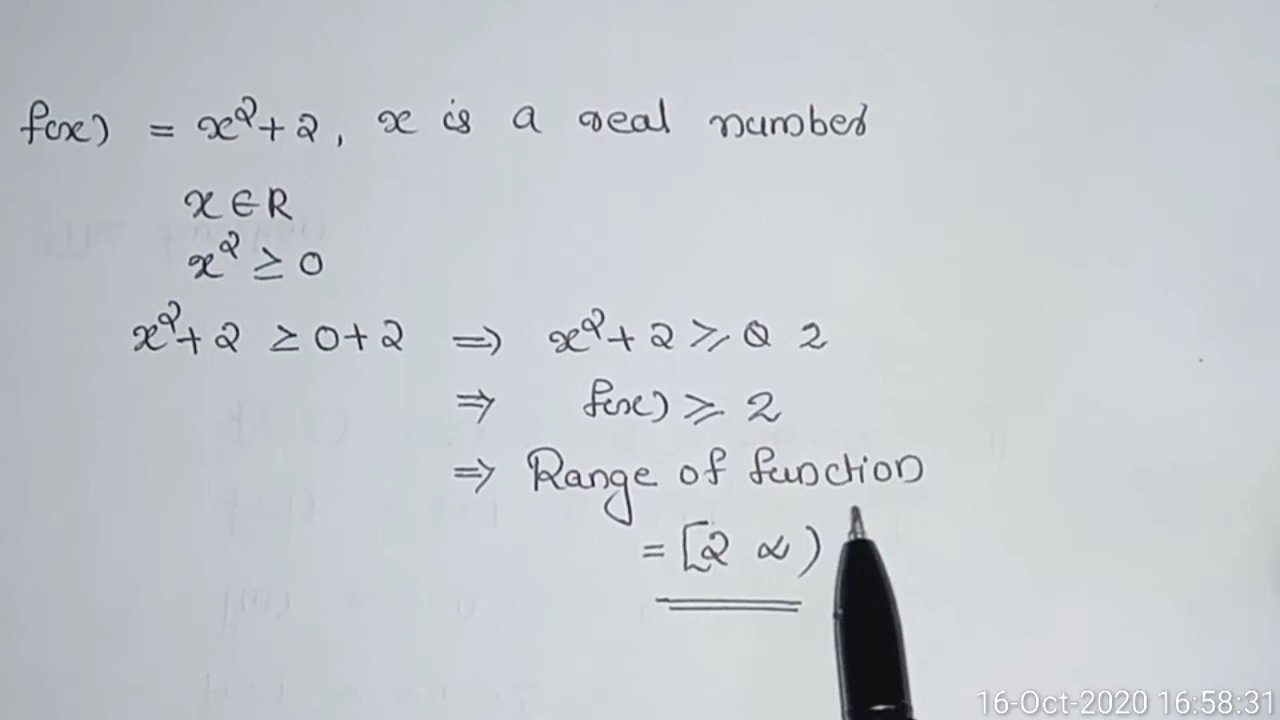 f(x) = x²+2, x is a real number
x ∈ R
x² ≥ 0
x²+2 ≥ 0+2 ⇒ x²+2 ≥ 2
⇒ f(x) ≥ 2
⇒ Range of function
= [2 ∝)
16-Oct-2020 16:58:31